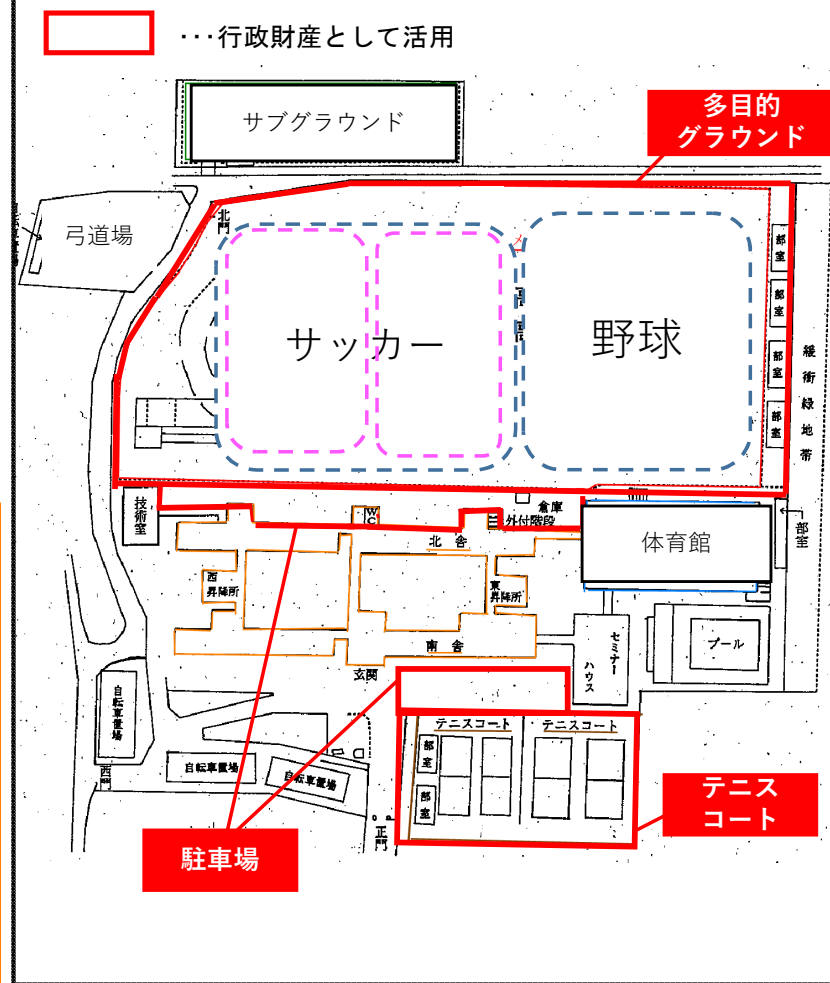 ･･･行政財産として活用
サブグラウンド
多目的
グラウンド
弓道場
北門
部室
部室
部室
部室
サッカー
野球
緩衝緑地帯
技術室
WC
倉庫
外付階段
北舎
体育館
部室
西
昇降所
東
昇降所
南舎
玄関
セミナー
ハウス
プール
自転車置場
西門
自転車置場
自転車置場
正門
テニスコート
テニスコート
部室
部室
テニス
コート
駐車場